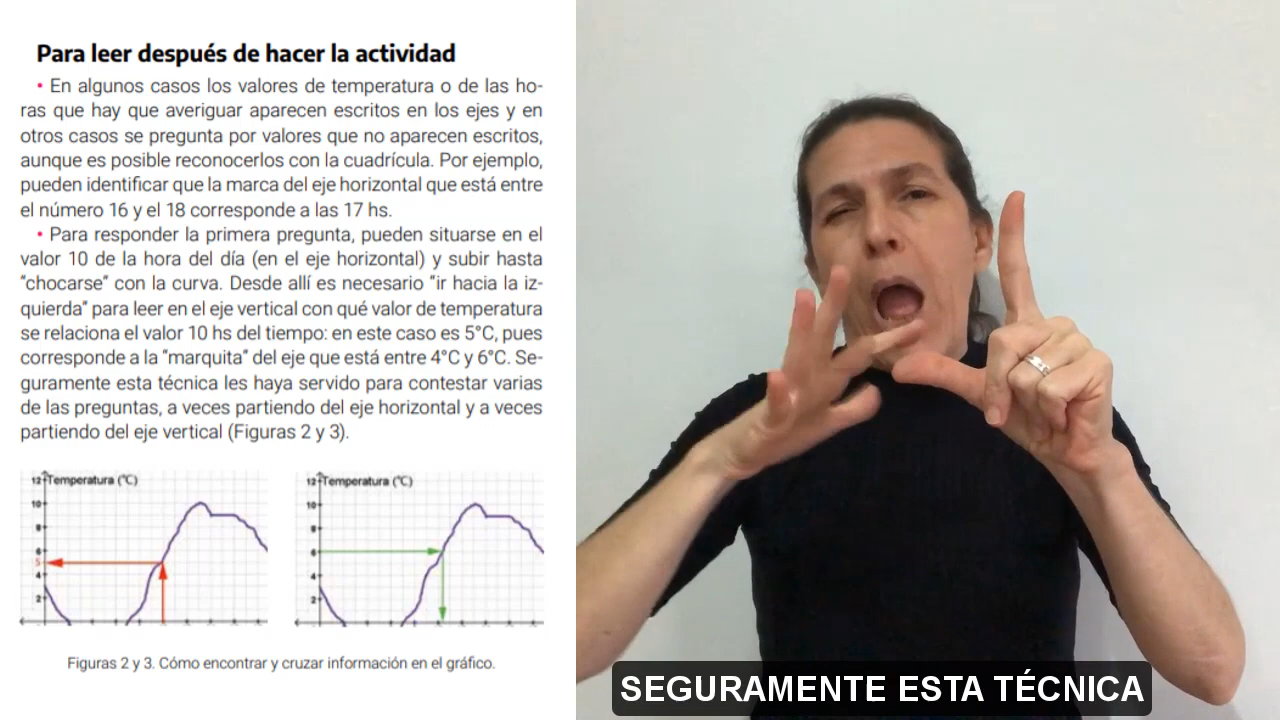 Para leer después de hacer la actividad
• En algunos casos los valores de temperatura o de las ho-
ras que hay que averiguar aparecen escritos en los ejes y en
otros casos se pregunta por valores que no aparecen escritos,
aunque es posible reconocerlos con la cuadrícula. Por ejemplo,
pueden identificar que la marca del eje horizontal que está entre
el número 16 y el 18 corresponde a las 17 hs.
• Para responder la primera pregunta, pueden situarse en el
valor 10 de la hora del día (en el eje horizontal) y subir hasta
"chocarse" con la curva. Desde allí es necesario "ir hacia la iz-
quierda" para leer en el eje vertical con qué valor de temperatura
se relaciona el valor 10 hs del tiempo: en este caso es 5°C, pues
corresponde a la "marquita" del eje que está entre 4°C y 6°C. Se-
guramente esta técnica les haya servido para contestar varias
de las preguntas, a veces partiendo del eje horizontal y a veces
partiendo del eje vertical (Figuras 2 y 3).
12 Temperatura (°C)
10
8
6
5
4
2
12 Temperatura (°C)
10
8
6
4
2
Figuras 2 y 3. Cómo encontrar y cruzar información en el gráfico.
SEGURAMENTE ESTA TÉCNICA